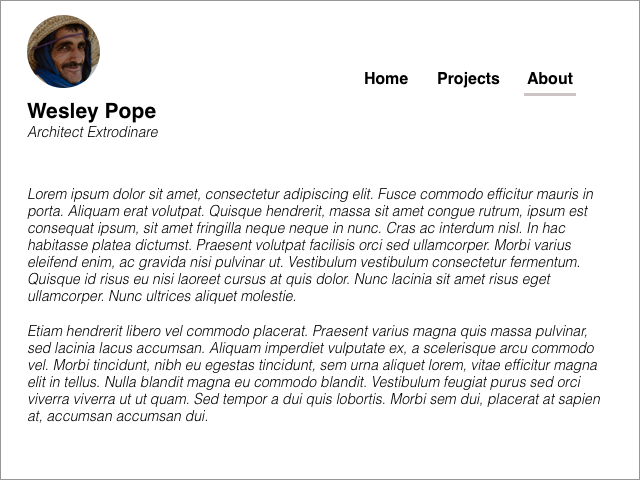 Home Projects About
Wesley Pope
Architect Extrodinare
Lorem ipsum dolor sit amet, consectetur adipiscing elit. Fusce commodo efficitur mauris in
porta. Aliquam erat volutpat. Quisque hendrerit, massa sit amet congue rutrum, ipsum est
consequat ipsum, sit amet fringilla neque neque in nunc. Cras ac interdum nisl. In hac
habitasse platea dictumst. Praesent volutpat facilisis orci sed ullamcorper. Morbi varius
eleifend enim, ac gravida nisi pulvinar ut. Vestibulum vestibulum consectetur fermentum.
Quisque id risus eu nisi laoreet cursus at quis dolor. Nunc lacinia sit amet risus eget
ullamcorper. Nunc ultrices aliquet molestie.
Etiam hendrerit libero vel commodo placerat. Praesent varius magna quis massa pulvinar,
sed lacinia lacus accumsan. Aliquam imperdiet vulputate ex, a scelerisque arcu commodo
vel. Morbi tincidunt, nibh eu egestas tincidunt, sem urna aliquet lorem, vitae efficitur magna
elit in tellus. Nulla blandit magna eu commodo blandit. Vestibulum feugiat purus sed orci
viverra viverra ut ut quam. Sed tempor a dui quis lobortis. Morbi sem dui, placerat at sapien
at, accumsan accumsan dui.